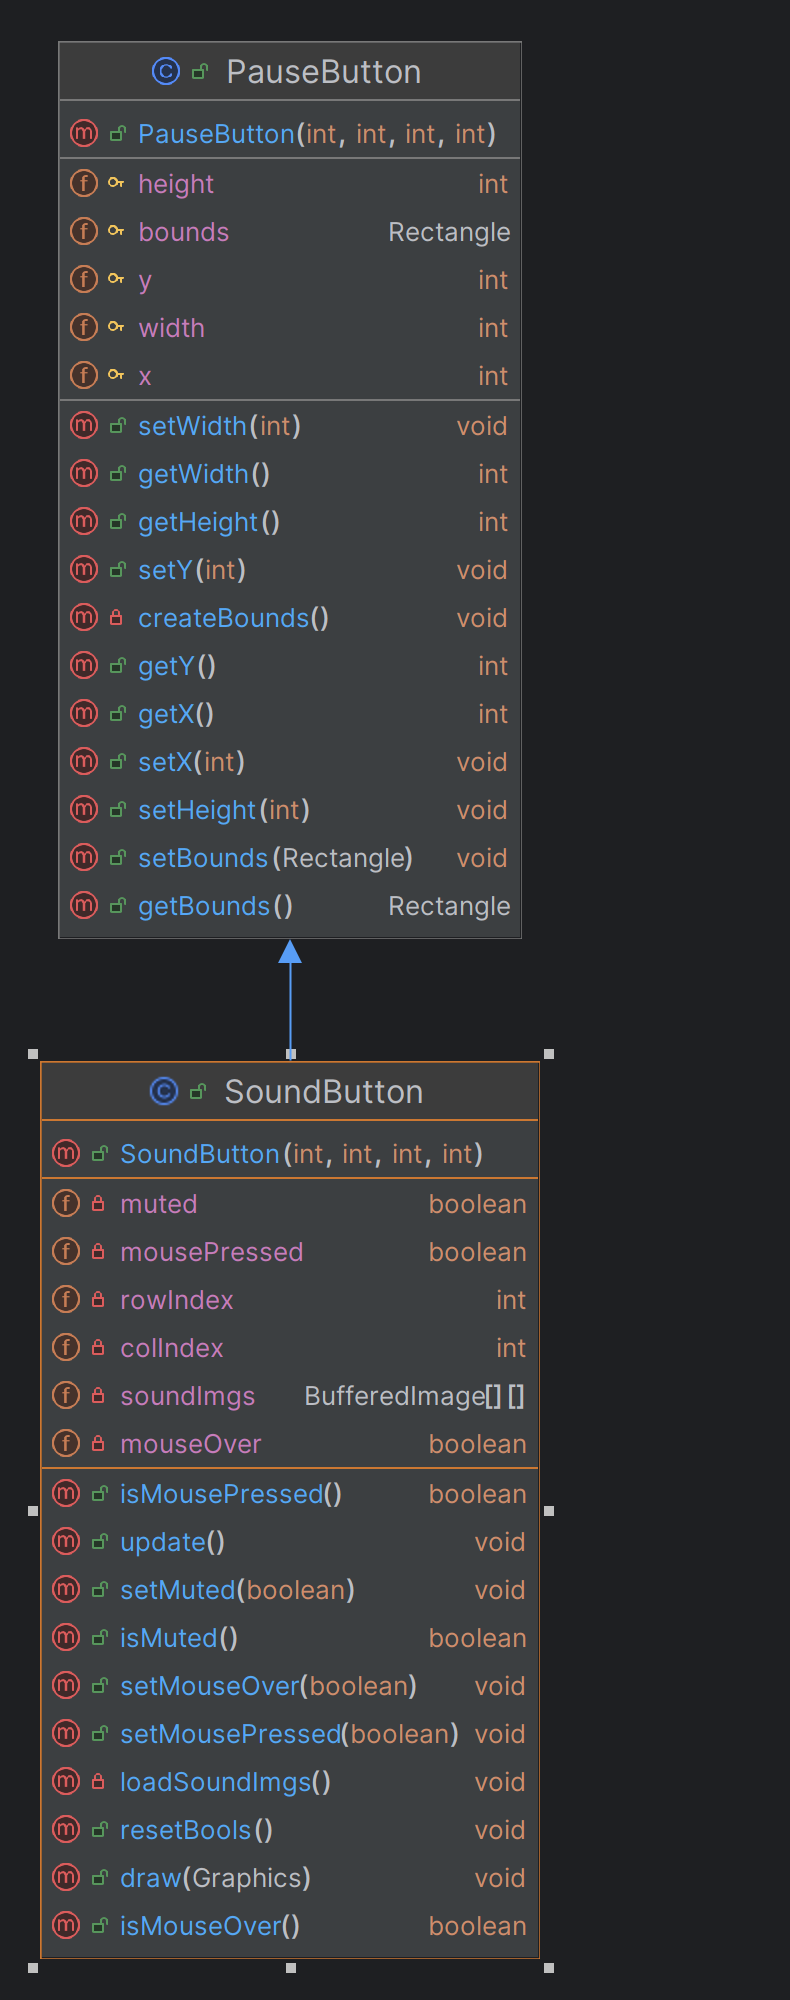 PauseButton
PauseButton(int, int, int, int)
height int
bounds Rectangle
y int
width int
x int
setWidth(int) void
getWidth() int
getHeight() int
setY(int) void
createBounds() void
getY() int
getX() int
setX(int) void
setHeight(int) void
setBounds(Rectangle) void
getBounds() Rectangle
SoundButton
SoundButton(int, int, int, int)
muted boolean
mousePressed boolean
rowIndex int
colIndex int
soundImgs BufferedImage[][]
mouseOver boolean
isMousePressed() boolean
update() void
setMuted(boolean) void
isMuted() boolean
setMouseOver(boolean) void
setMousePressed(boolean) void
loadSoundImgs() void
resetBools() void
draw(Graphics) void
isMouseOver() boolean